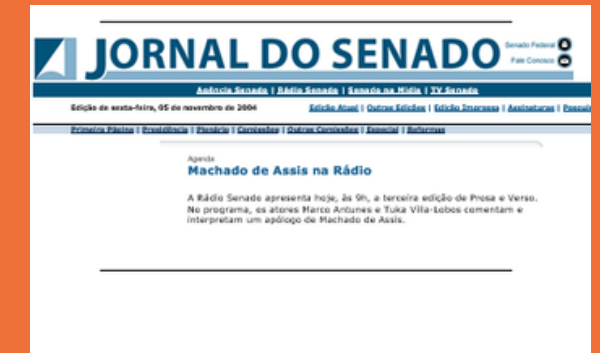 JORNAL DO SENADO
Senado Federal
Fale Conosco
Agência Senado | Rádio Senado | Senado na Mídia | TV Senado
Edição de sexta-feira, 05 de novembro de 2004 Edição Atual | Outras Edições | Edição Impressa | Assinaturas | Pesquis
Primeira Página | Presidência | Plenário | Comissões | Outras Comissões | Especial | Reformas
Agenda
Machado de Assis na Rádio
A Rádio Senado apresenta hoje, às 9h, a terceira edição de Prosa e Verso.
No programa, os atores Marco Antunes e Tuka Villa-Lobos comentam e
interpretam um apólogo de Machado de Assis.